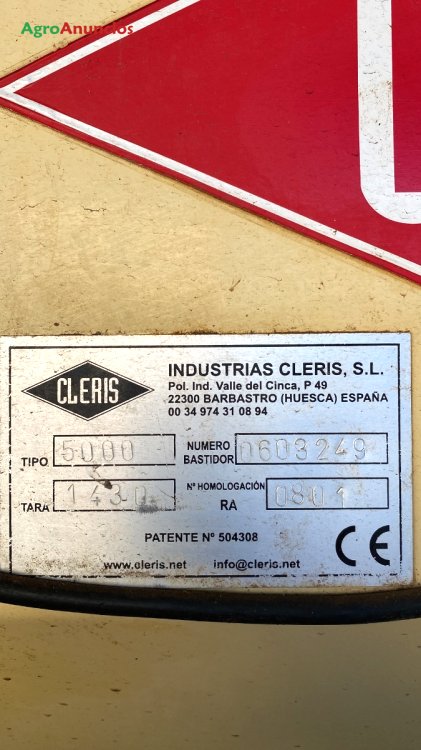 AgroAnuncios
CLERIS
INDUSTRIAS CLERIS, S.L.
Pol. Ind. Valle del Cinca, P 49
22300 BARBASTRO (HUESCA) ESPAÑA
00 34 974 31 08 94
TIPO 5000 NUMERO BASTIDOR 0603249
TARA 1430 Nº HOMOLOGACIÓN RA 0801
PATENTE Nº 504308
www.cleris.net info@cleris.net
CE